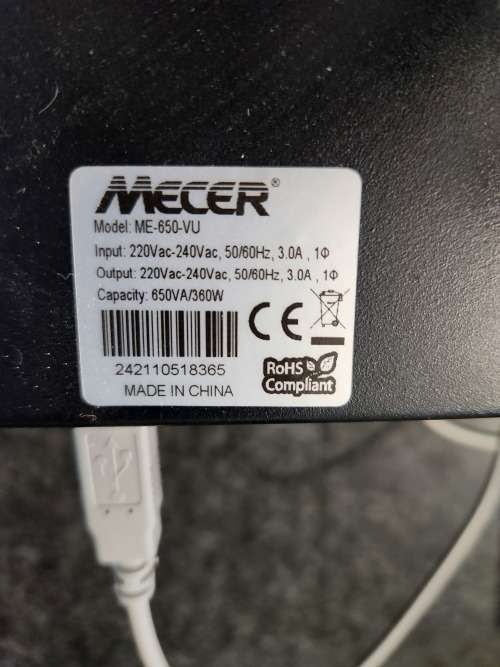 MECER®
Model: ME-650-VU
Input: 220Vac-240Vac, 50/60Hz, 3.0A , 1Φ
Output: 220Vac-240Vac, 50/60Hz, 3.0A , 1Φ
Capacity: 650VA/360W
CE
242110518365
RoHS
Compliant
MADE IN CHINA